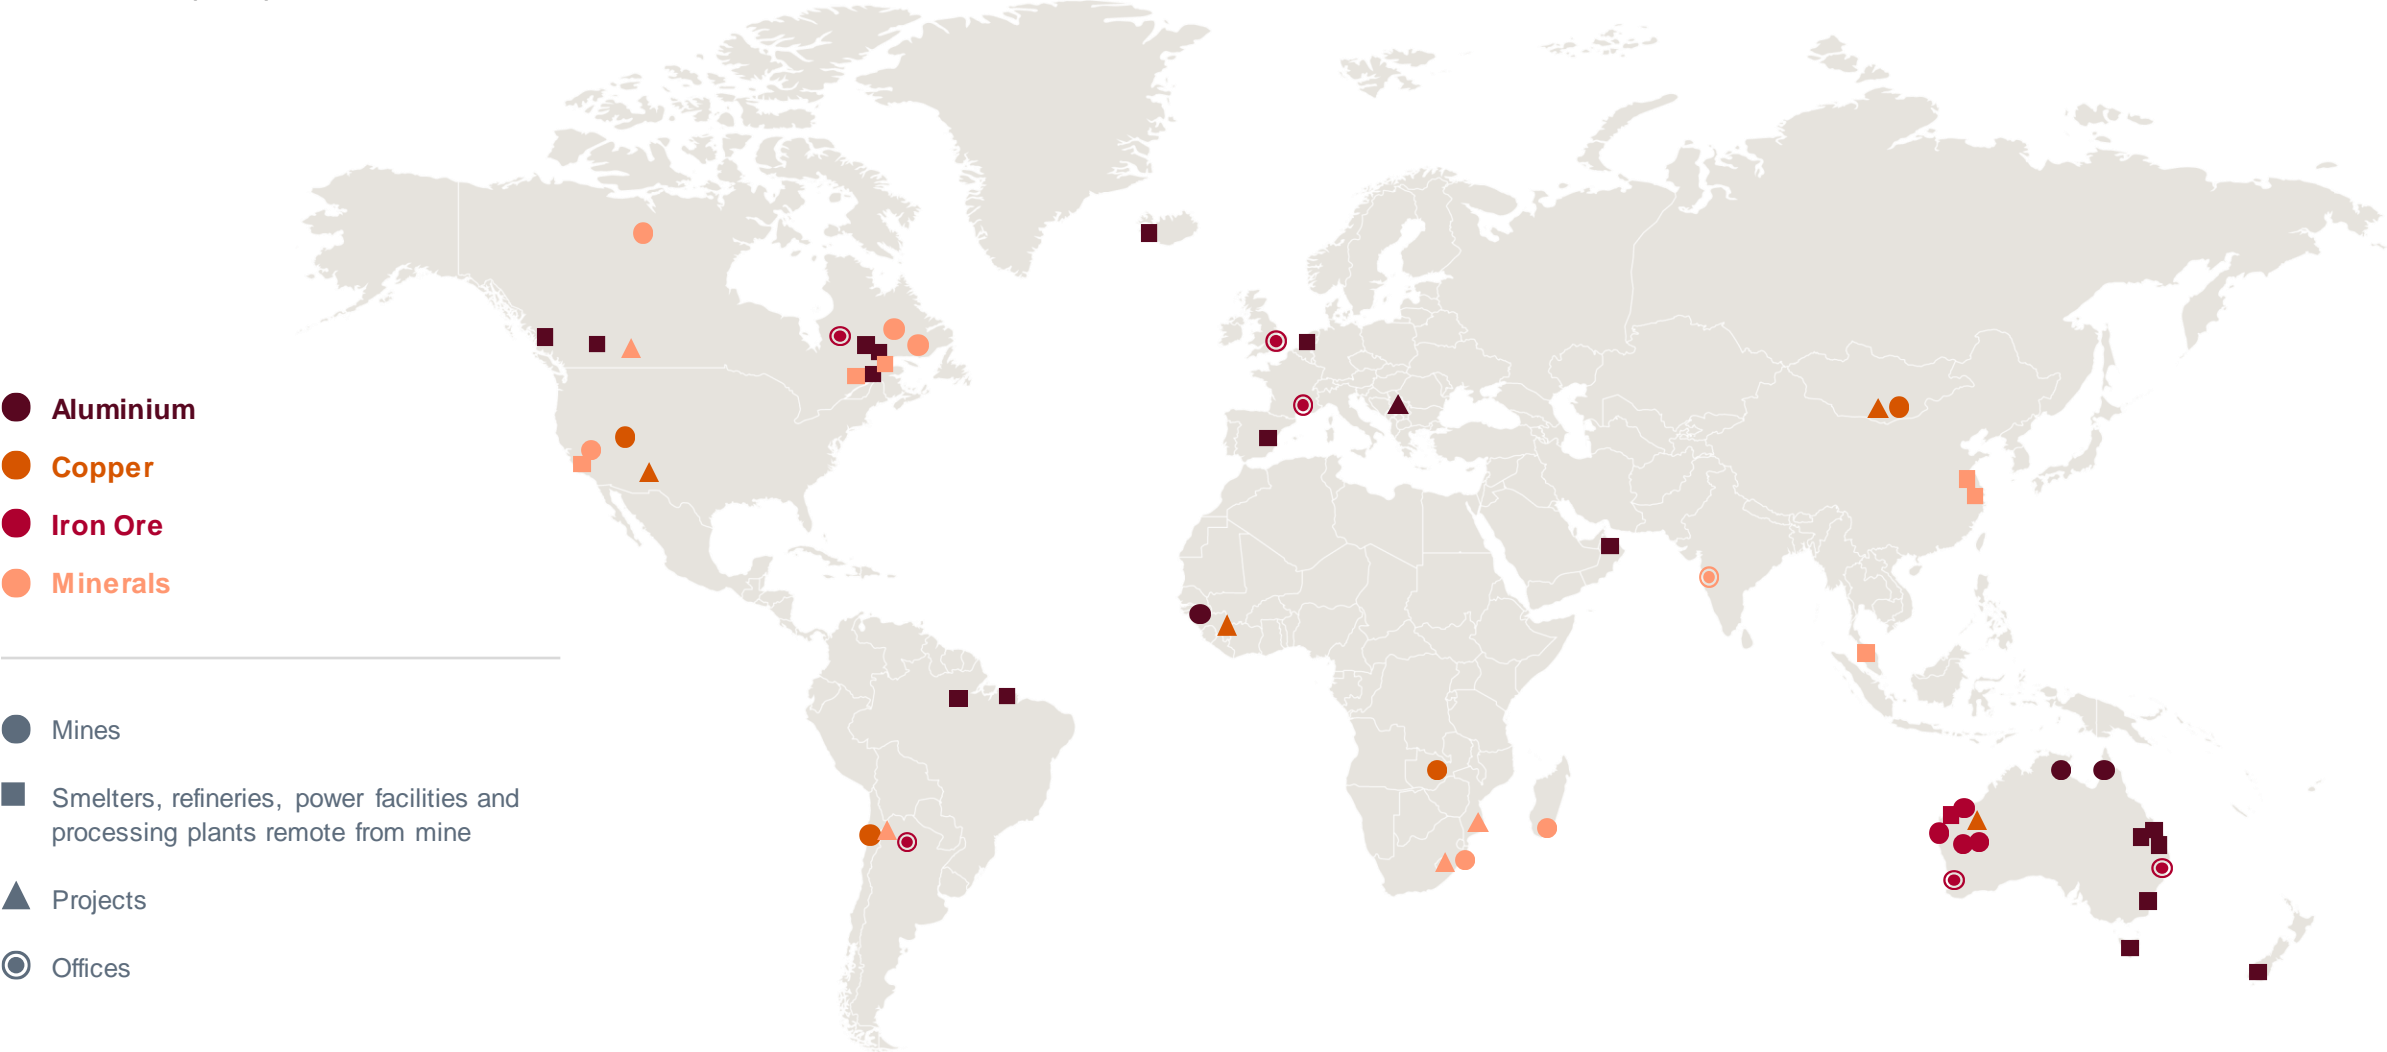 Aluminium
Copper
Iron Ore
Minerals
Mines
Smelters, refineries, power facilities and
processing plants remote from mine
Projects
Offices